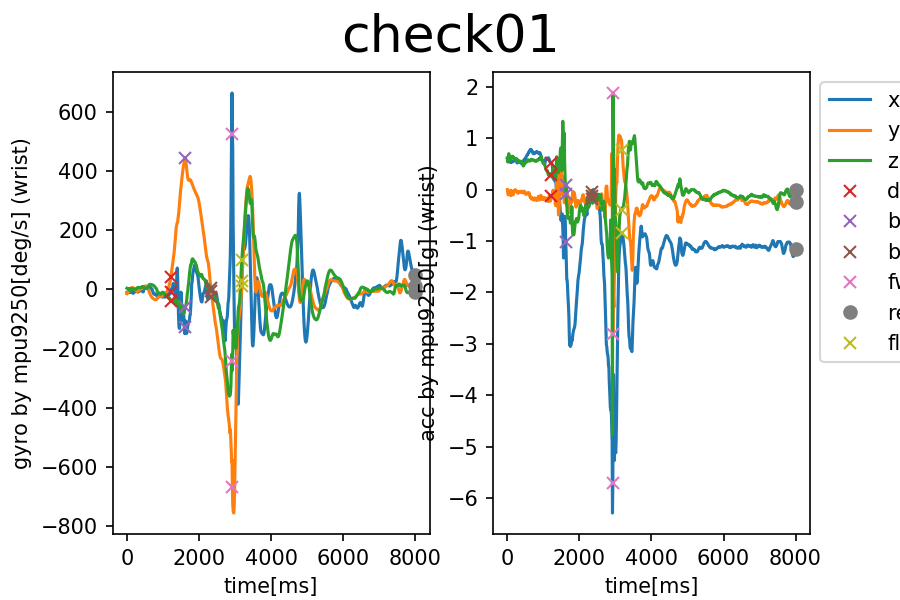 check01
gyro by mpu9250[deg/s] (wrist)
600
400
200
0
−200
−400
−600
−800
0 2000 4000 6000 8000
time[ms]
acc by mpu9250[g] (wrist)
2
1
0
−1
−2
−3
−4
−5
−6
0 2000 4000 6000 8000
time[ms]
x
y
z
d
b
b
fw
re
fl